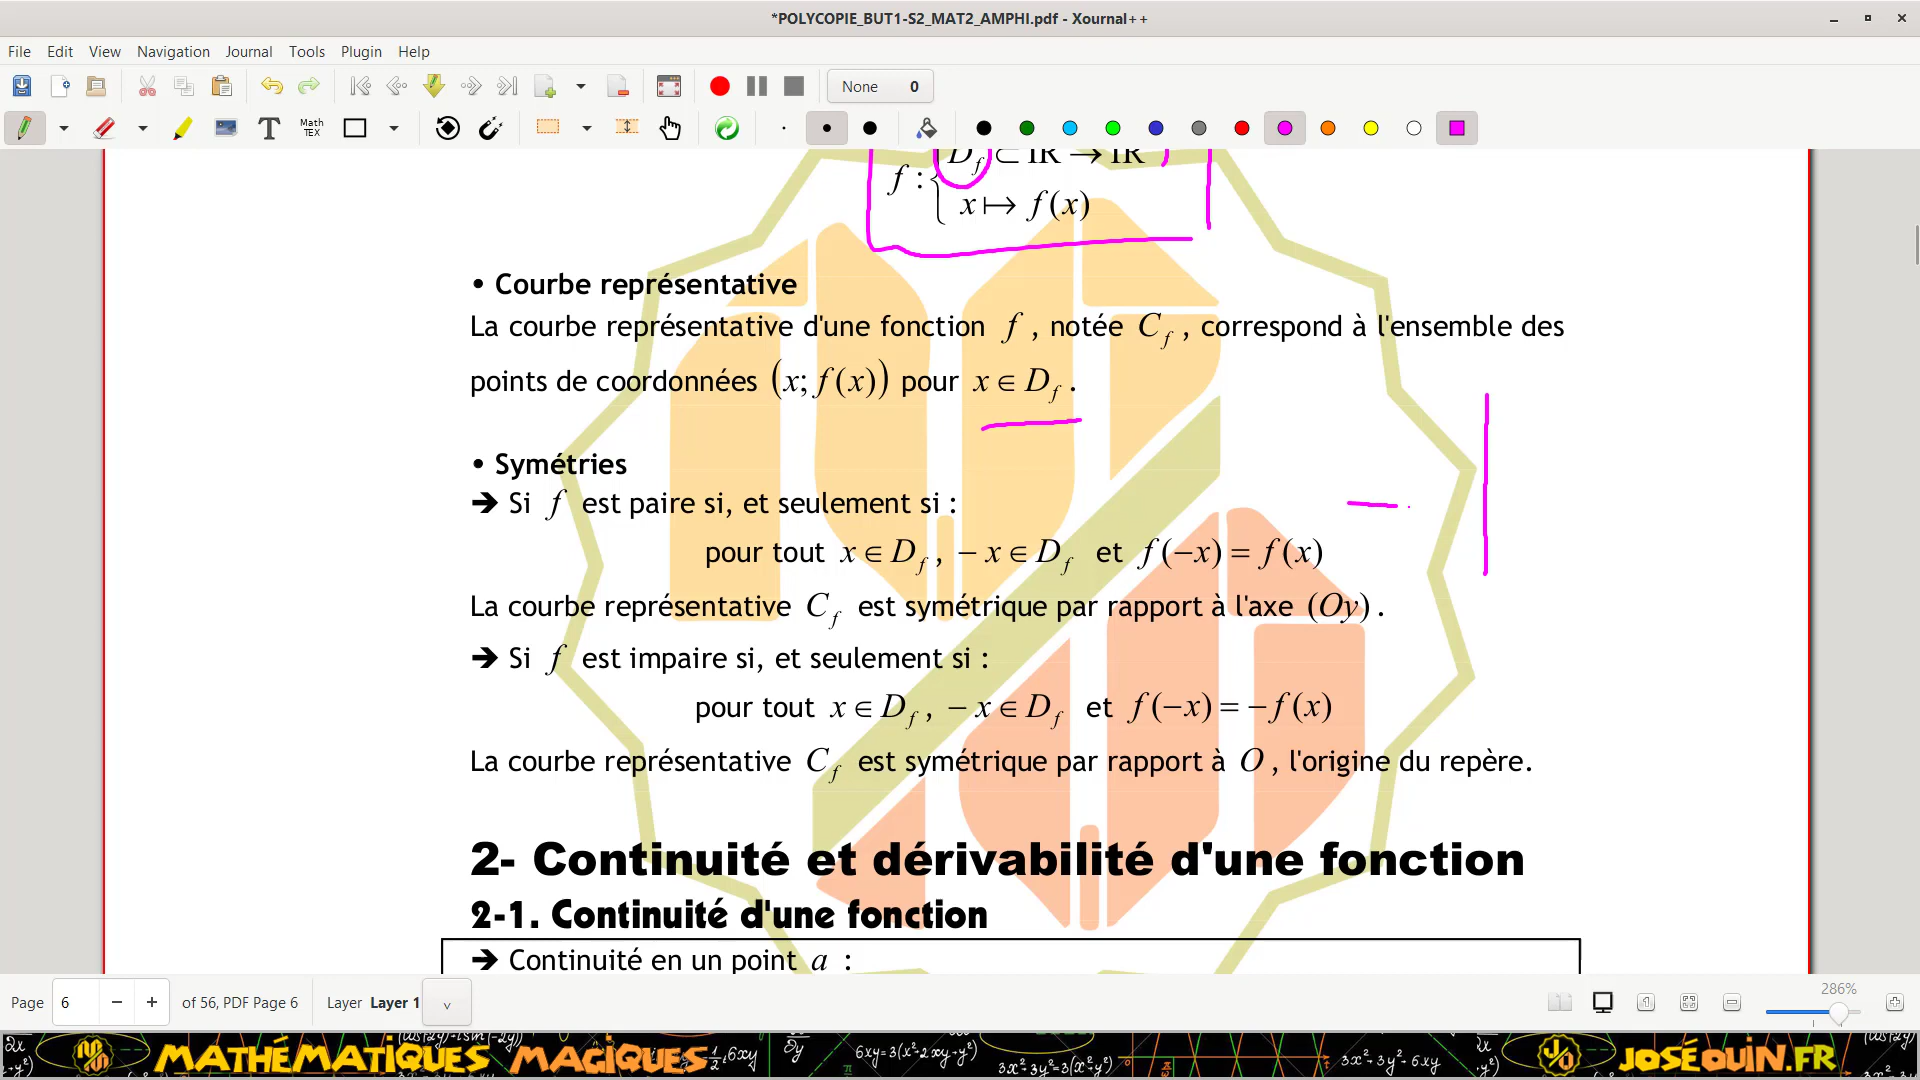 *POLYCOPIE_BUT1-S2_MAT2_AMPHI.pdf - Xournal++
File Edit View Navigation Journal Tools Plugin Help
None 0
T Math TEX
D_f ⊂ IR → IR
f :
x ↦ f(x)
• Courbe représentative
La courbe représentative d'une fonction f , notée C_f , correspond à l'ensemble des
points de coordonnées (x; f(x)) pour x ∈ D_f .
• Symétries
➔ Si f est paire si, et seulement si :
pour tout x ∈ D_f , − x ∈ D_f et f(−x) = f(x)
La courbe représentative C_f est symétrique par rapport à l'axe (Oy) .
➔ Si f est impaire si, et seulement si :
pour tout x ∈ D_f , − x ∈ D_f et f(−x) = −f(x)
La courbe représentative C_f est symétrique par rapport à O , l'origine du repère.
2- Continuité et dérivabilité d'une fonction
2-1. Continuité d'une fonction
➔ Continuité en un point a :
286%
Page 6 − + of 56, PDF Page 6 Layer Layer 1
MATHÉMATIQUES MAGIQUES JOSÉOUIN.FR